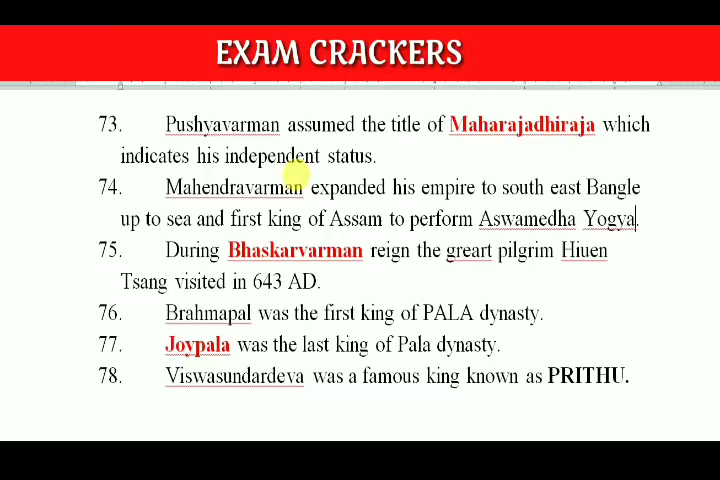 EXAM CRACKERS
73. Pushyavarman assumed the title of Maharajadhiraja which
indicates his independent status.
74. Mahendravarman expanded his empire to south east Bangle
up to sea and first king of Assam to perform Aswamedha Yogya.
75. During Bhaskarvarman reign the greart pilgrim Hiuen
Tsang visited in 643 AD.
76. Brahmapal was the first king of PALA dynasty.
77. Joypala was the last king of Pala dynasty.
78. Viswasundardeva was a famous king known as PRITHU.